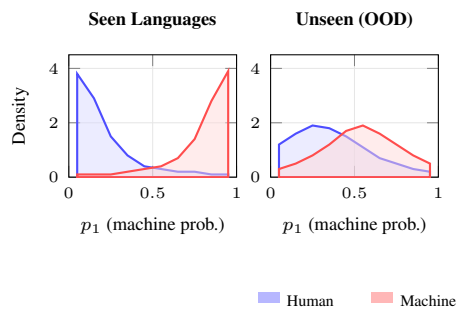 Seen Languages
Unseen (OOD)
Density
4
2
0
0
0.5
1
p₁ (machine prob.)
4
2
0
0
0.5
1
p₁ (machine prob.)
Human
Machine